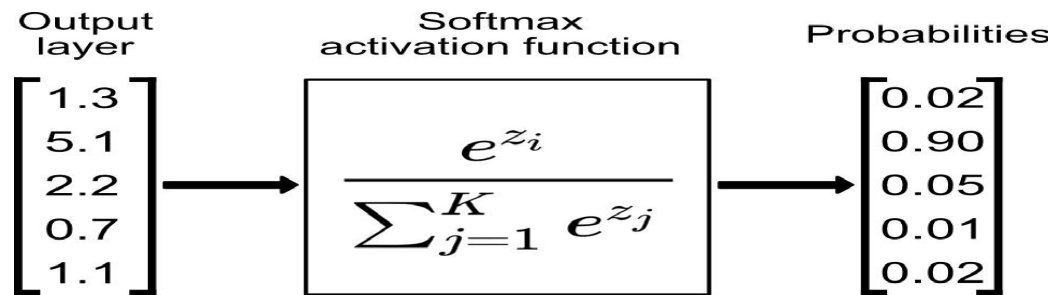 Output
layer
1.3
5.1
2.2
0.7
1.1
Softmax
activation function
e^{z_i}
∑_{j=1}^{K} e^{z_j}
Probabilities
0.02
0.90
0.05
0.01
0.02